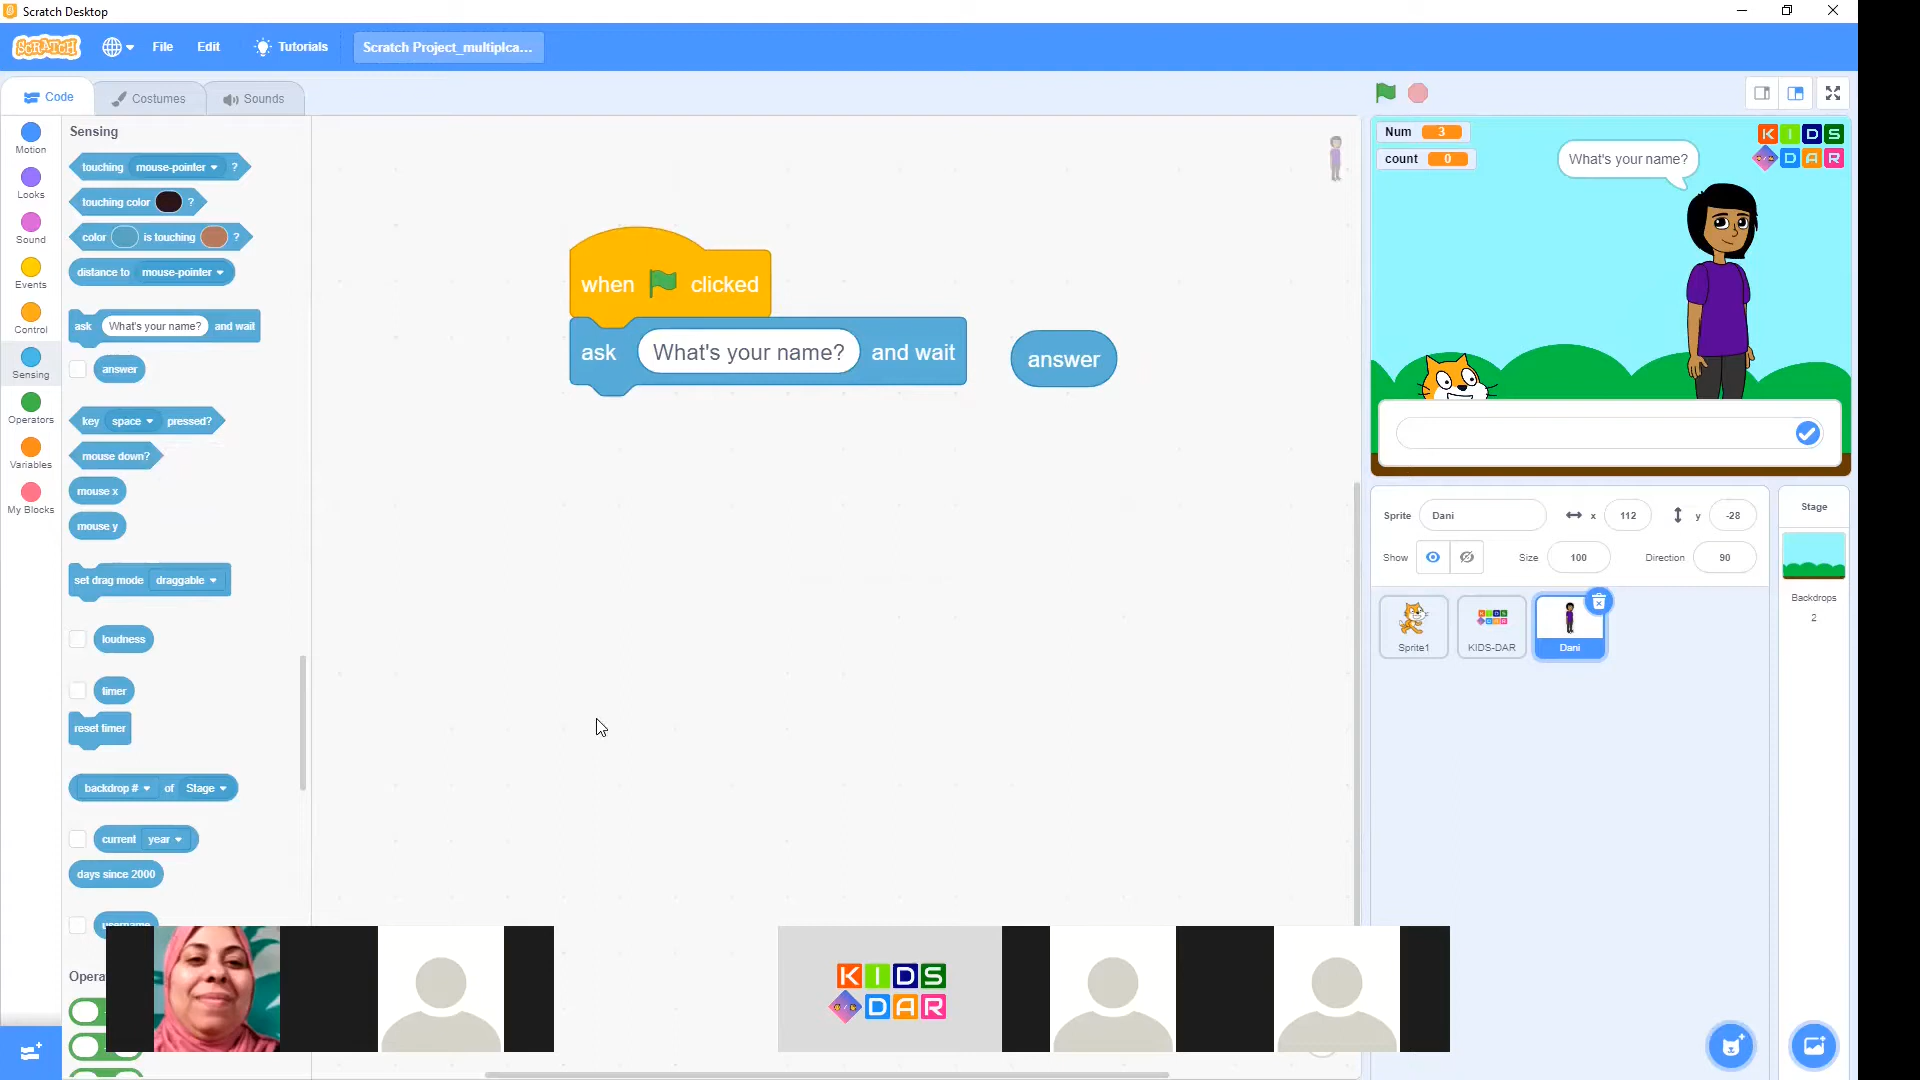 Scratch Desktop
SCRATCH
File
Edit
Tutorials
Scratch Project_multiplca...
Code
Costumes
Sounds
Motion
Looks
Sound
Events
Control
Sensing
Operators
Variables
My Blocks
Sensing
touching mouse-pointer ?
touching color ?
color is touching ?
distance to mouse-pointer
ask What's your name? and wait
answer
key space pressed?
mouse down?
mouse x
mouse y
set drag mode draggable
loudness
timer
reset timer
backdrop # of Stage
current year
days since 2000
username
Opera
when clicked
ask What's your name? and wait
answer
Num 3
count 0
What's your name?
KIDS
DAR
Sprite Dani x 112 y -28
Show Size 100 Direction 90
Sprite1
KIDS-DAR
Dani
Stage
Backdrops
2
KIDS
DAR